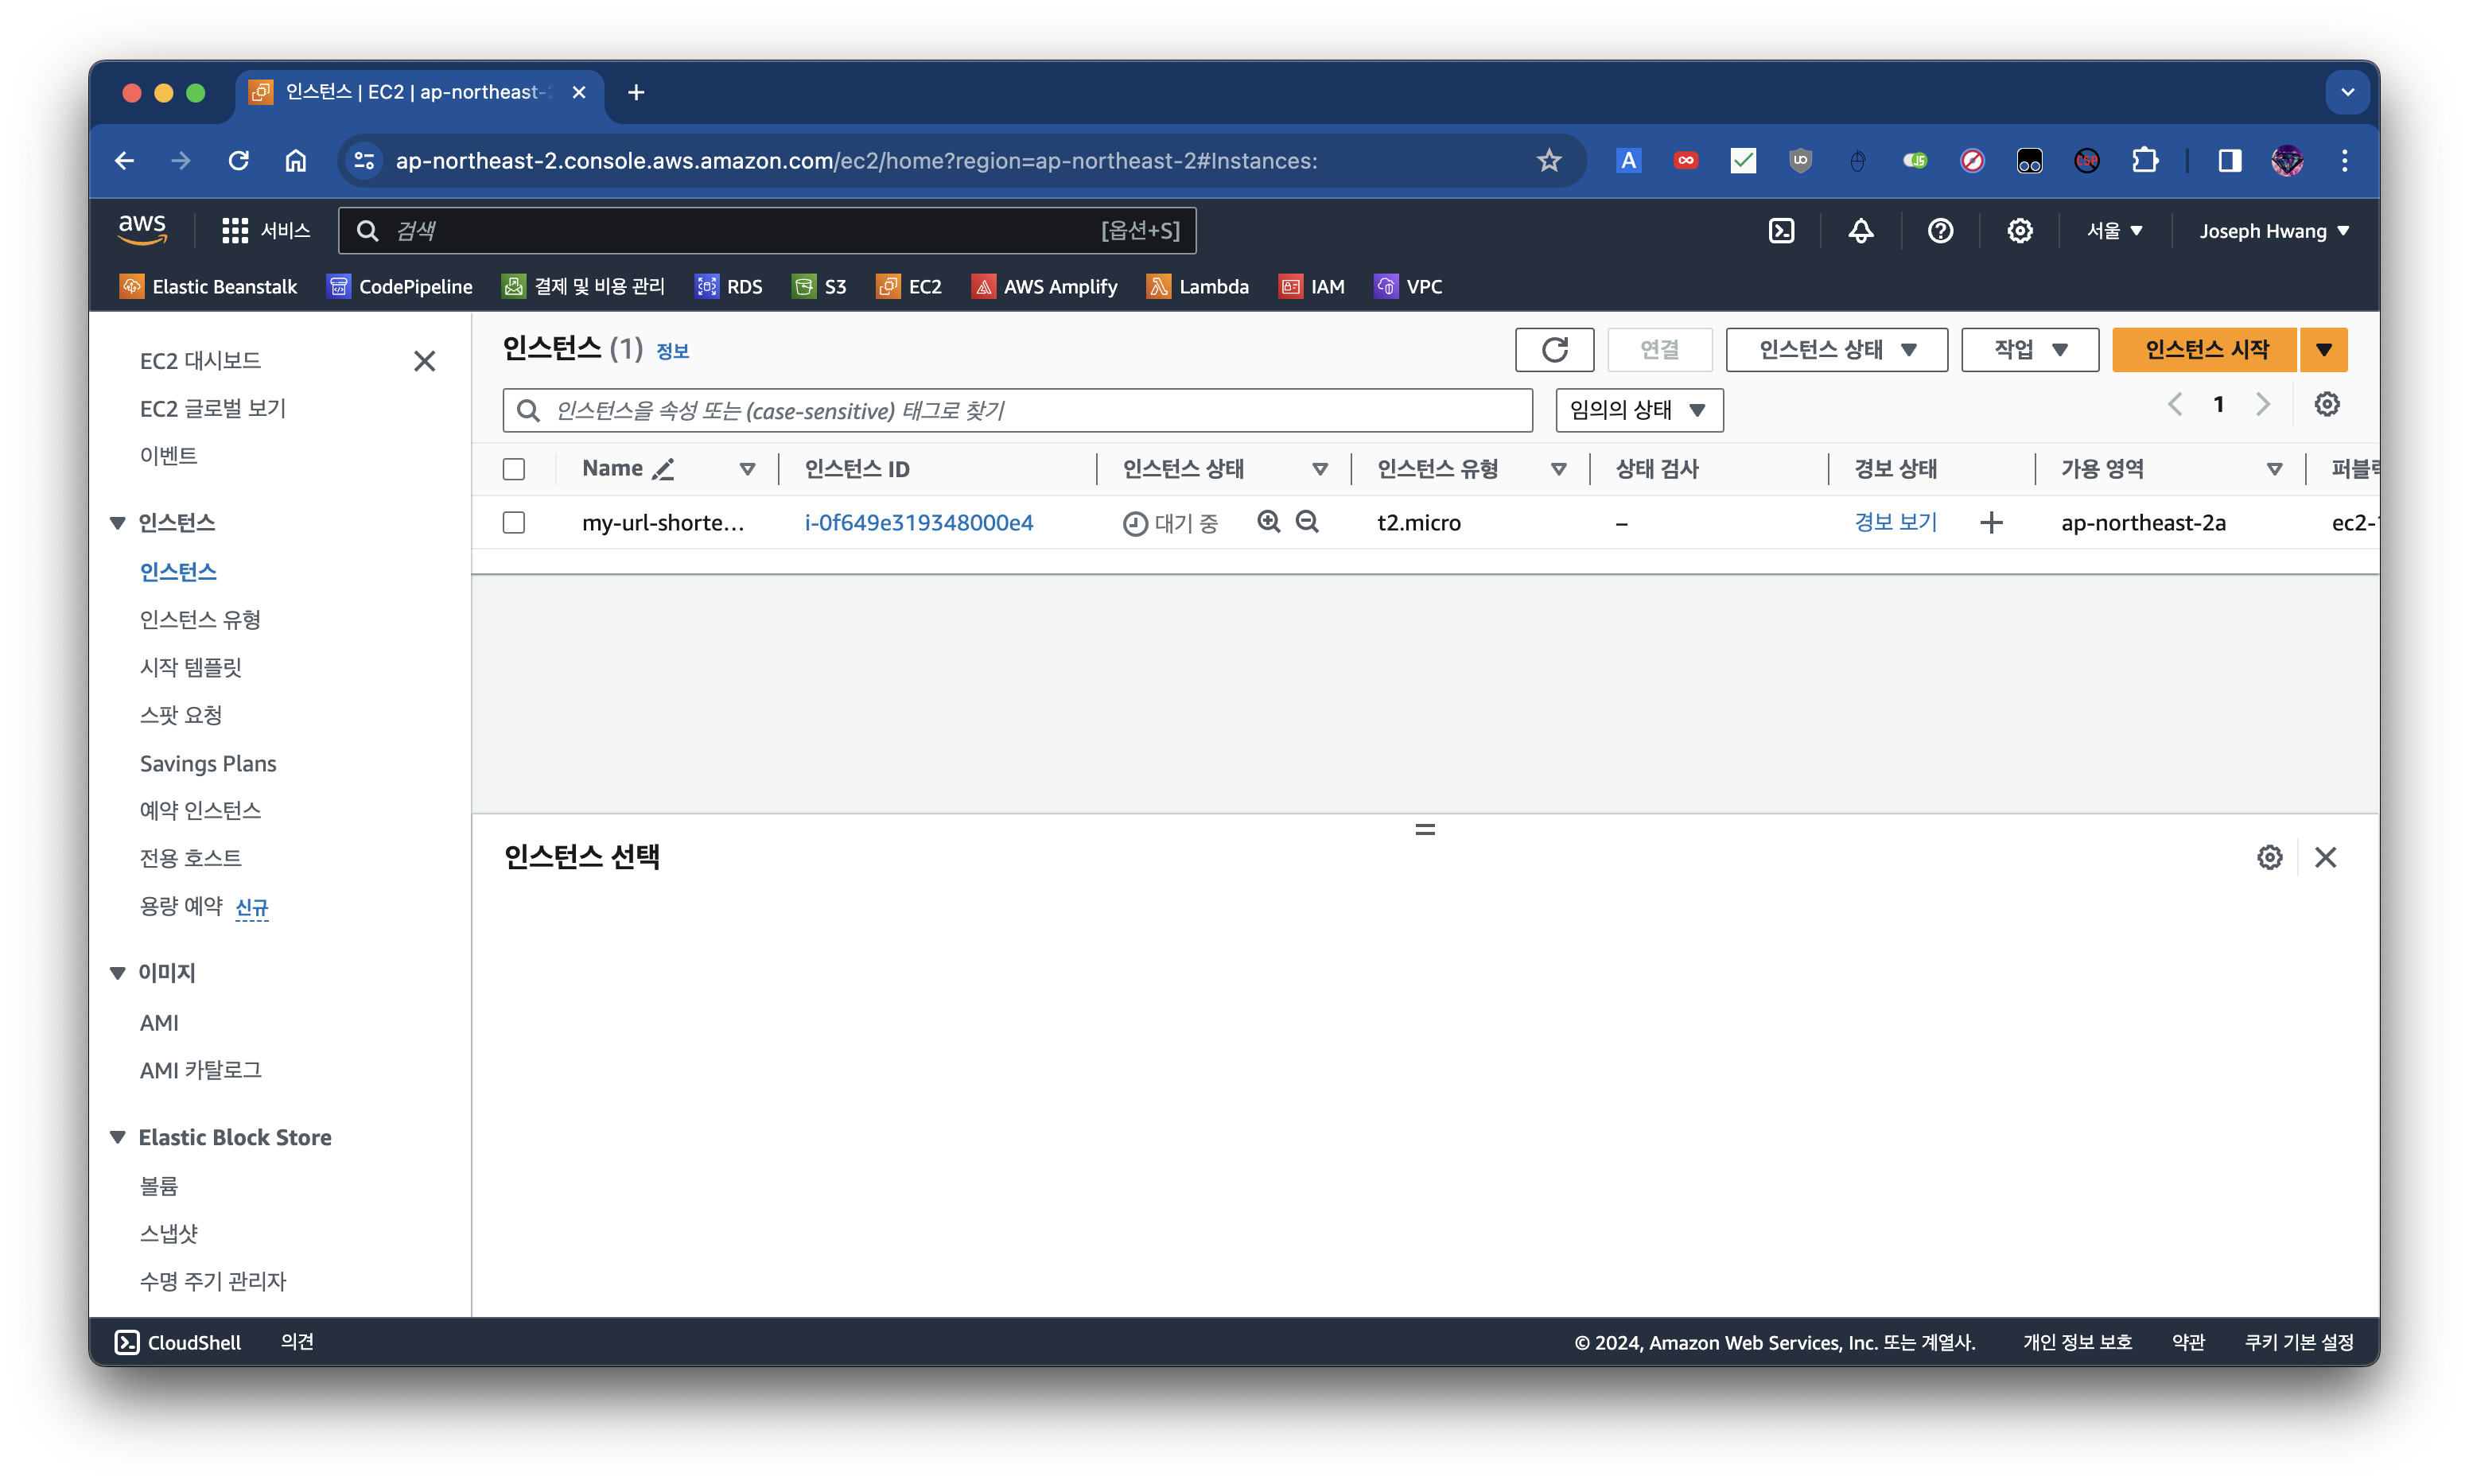 인스턴스 | EC2 | ap-northeast-2
ap-northeast-2.console.aws.amazon.com/ec2/home?region=ap-northeast-2#Instances:
aws 서비스 검색 [옵션+S] 서울 Joseph Hwang
Elastic Beanstalk CodePipeline 결제 및 비용 관리 RDS S3 EC2 AWS Amplify Lambda IAM VPC
EC2 대시보드
EC2 글로벌 보기
이벤트
인스턴스
인스턴스
인스턴스 유형
시작 템플릿
스팟 요청
Savings Plans
예약 인스턴스
전용 호스트
용량 예약 신규
이미지
AMI
AMI 카탈로그
Elastic Block Store
볼륨
스냅샷
수명 주기 관리자
인스턴스 (1) 정보 연결 인스턴스 상태 작업 인스턴스 시작
인스턴스을 속성 또는 (case-sensitive) 태그로 찾기 임의의 상태 1
Name 인스턴스 ID 인스턴스 상태 인스턴스 유형 상태 검사 경보 상태 가용 영역 퍼블릭
my-url-shorte... i-0f649e319348000e4 대기 중 t2.micro – 경보 보기 ap-northeast-2a ec2-
인스턴스 선택
CloudShell 의견 © 2024, Amazon Web Services, Inc. 또는 계열사. 개인 정보 보호 약관 쿠키 기본 설정